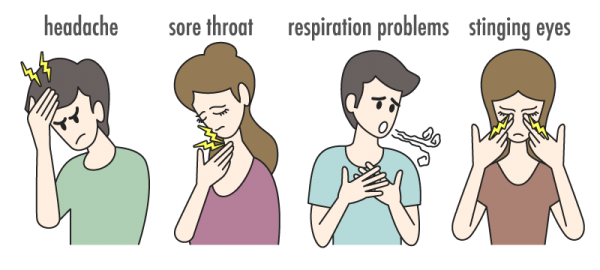 headache sore throat respiration problems stinging eyes